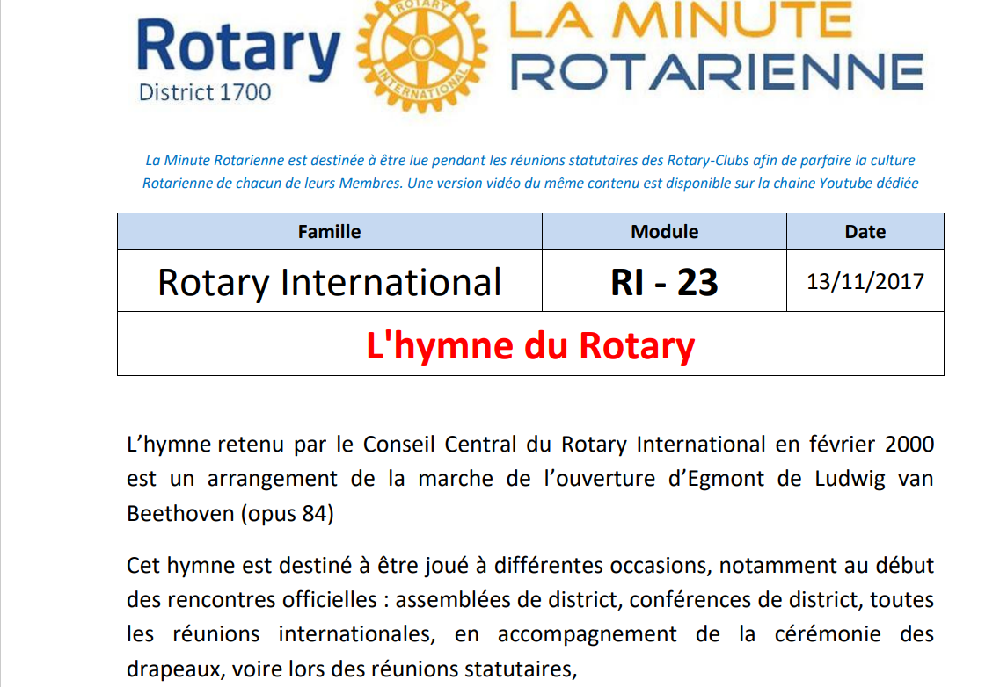 ROTARY
INTERNATIONAL
Rotary
District 1700
LA MINUTE
ROTARIENNE
La Minute Rotarienne est destinée à être lue pendant les réunions statutaires des Rotary-Clubs afin de parfaire la culture
Rotarienne de chacun de leurs Membres. Une version vidéo du même contenu est disponible sur la chaine Youtube dédiée
Famille Module Date
Rotary International RI - 23 13/11/2017
L'hymne du Rotary
L’hymne retenu par le Conseil Central du Rotary International en février 2000
est un arrangement de la marche de l’ouverture d’Egmont de Ludwig van
Beethoven (opus 84)
Cet hymne est destiné à être joué à différentes occasions, notamment au début
des rencontres officielles : assemblées de district, conférences de district, toutes
les réunions internationales, en accompagnement de la cérémonie des
drapeaux, voire lors des réunions statutaires,